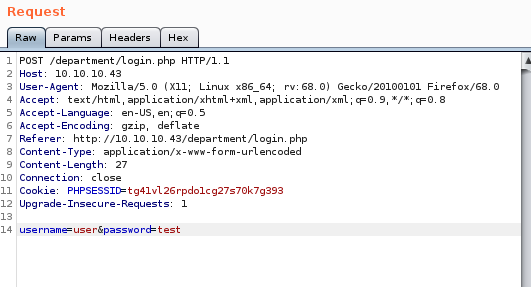 Request
Raw Params Headers Hex
1 POST /department/login.php HTTP/1.1
2 Host: 10.10.10.43
3 User-Agent: Mozilla/5.0 (X11; Linux x86_64; rv:68.0) Gecko/20100101 Firefox/68.0
4 Accept: text/html,application/xhtml+xml,application/xml;q=0.9,*/*;q=0.8
5 Accept-Language: en-US,en;q=0.5
6 Accept-Encoding: gzip, deflate
7 Referer: http://10.10.10.43/department/login.php
8 Content-Type: application/x-www-form-urlencoded
9 Content-Length: 27
10 Connection: close
11 Cookie: PHPSESSID=tg41vl26rpdo1cg27s70k7g393
12 Upgrade-Insecure-Requests: 1
13
14 username=user&password=test